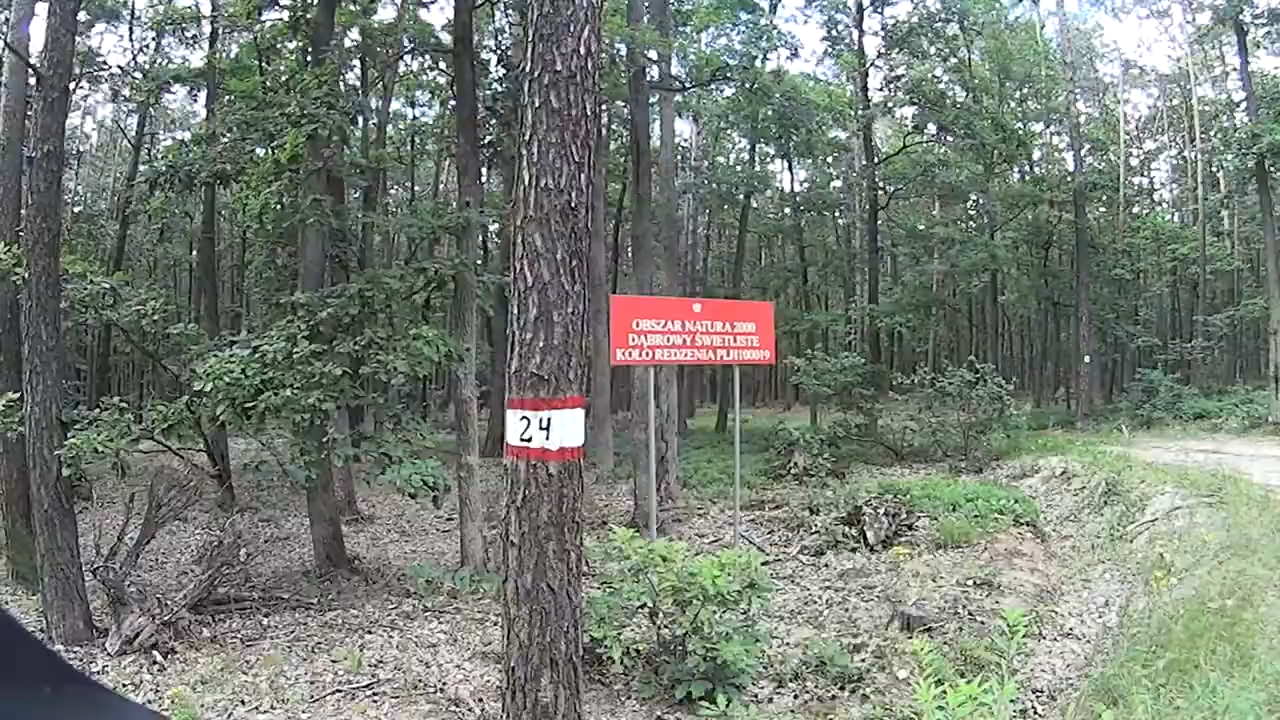 24
OBSZAR NATURA 2000
DĄBROWY ŚWIETLISTE
KOŁO REDZENIA PLH100019